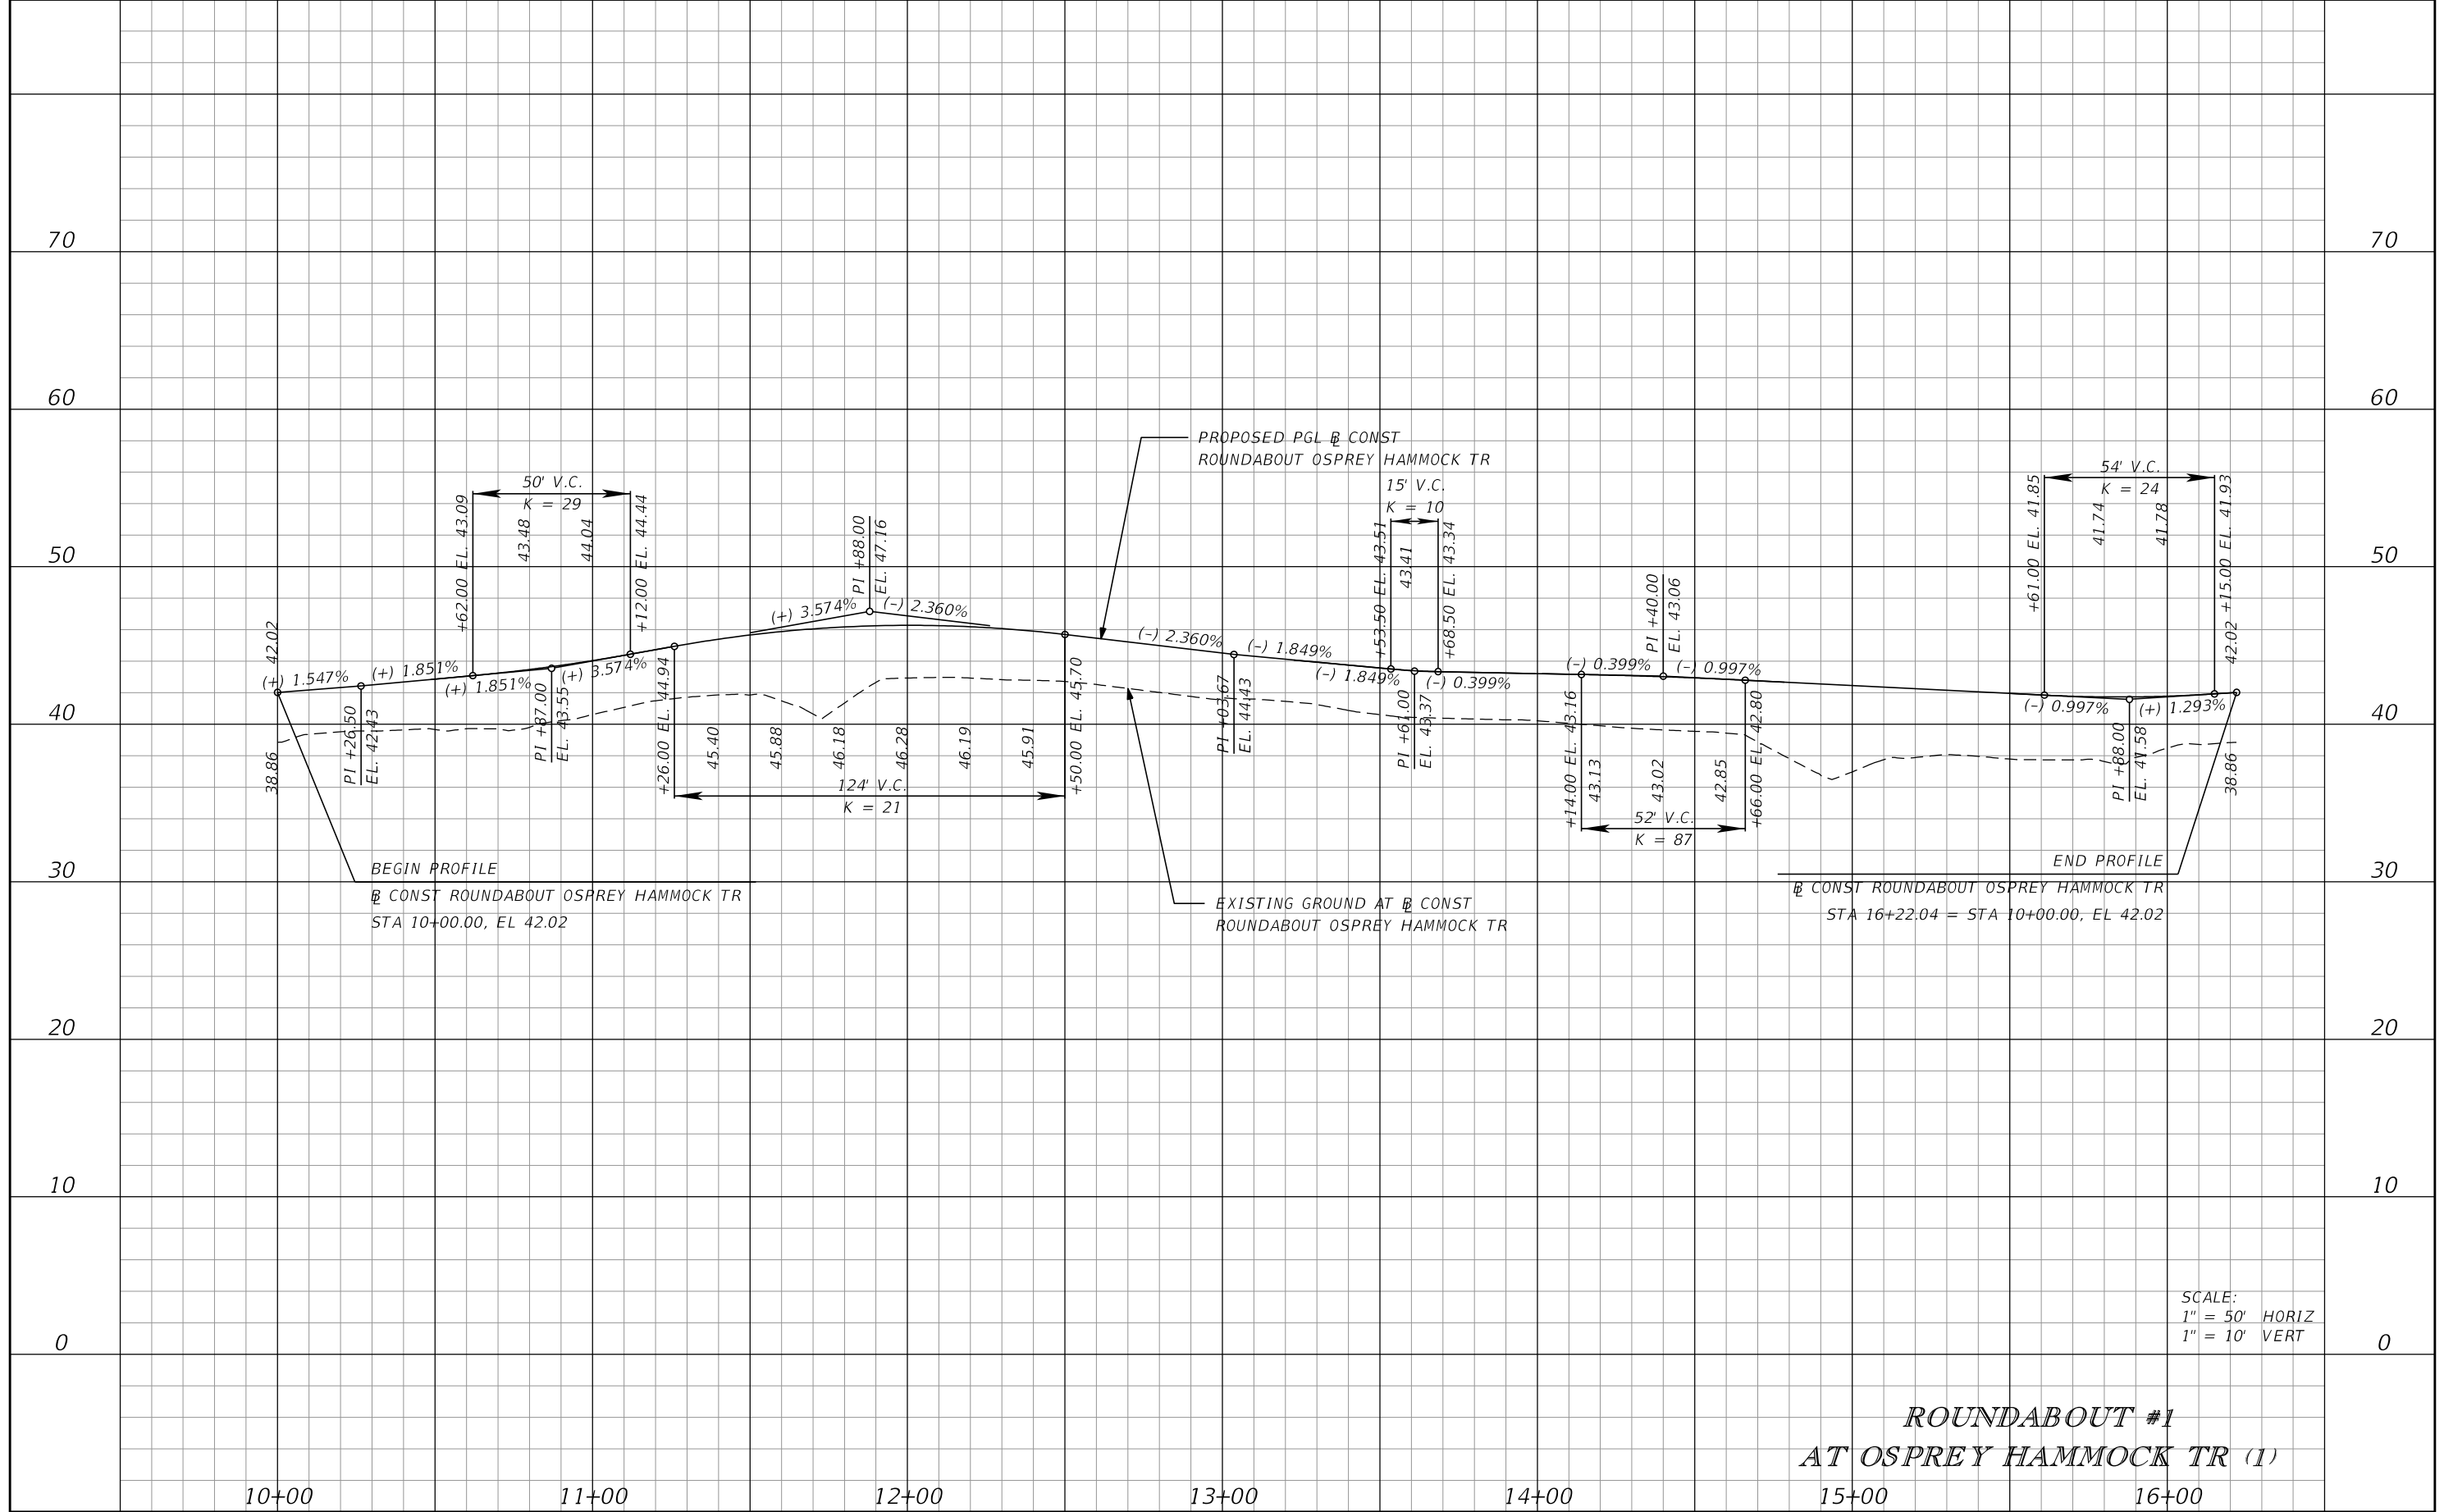 70
70
60
60
50
50
40
40
30
30
20
20
10
10
0
0
PROPOSED PGL ⅊ CONST
ROUNDABOUT OSPREY HAMMOCK TR
50' V.C.
K = 29
+62.00 EL. 43.09
43.48
44.04
+12.00 EL. 44.44
PI +88.00
EL. 47.16
15' V.C.
K = 10
+53.50 EL. 43.51
43.41
+68.50 EL. 43.34
PI +40.00
EL. 43.06
54' V.C.
K = 24
+61.00 EL. 41.85
41.74
41.78
+15.00 EL. 41.93
42.02
42.02
(+) 1.547%
(+) 1.851%
(+) 1.851%
(+) 3.574%
(+) 3.574%
(-) 2.360%
(-) 2.360%
(-) 1.849%
(-) 1.849%
(-) 0.399%
(-) 0.399%
(-) 0.997%
(-) 0.997%
(+) 1.293%
38.86
PI +26.50
EL. 42.43
PI +87.00
EL. 43.55
+26.00 EL. 44.94
45.40
45.88
46.18
46.28
46.19
45.91
+50.00 EL. 45.70
124' V.C.
K = 21
PI +03.67
EL. 44.43
PI +61.00
EL. 43.37
+14.00 EL. 43.16
43.13
43.02
42.85
+66.00 EL. 42.80
52' V.C.
K = 87
PI +88.00
EL. 41.58
38.86
BEGIN PROFILE
BL CONST ROUNDABOUT OSPREY HAMMOCK TR
STA 10+00.00, EL 42.02
EXISTING GROUND AT BL CONST
ROUNDABOUT OSPREY HAMMOCK TR
END PROFILE
BL CONST ROUNDABOUT OSPREY HAMMOCK TR
STA 16+22.04 = STA 10+00.00, EL 42.02
SCALE:
1" = 50' HORIZ
1" = 10' VERT
ROUNDABOUT #1
AT OSPREY HAMMOCK TR (1)
10+00
11+00
12+00
13+00
14+00
15+00
16+00